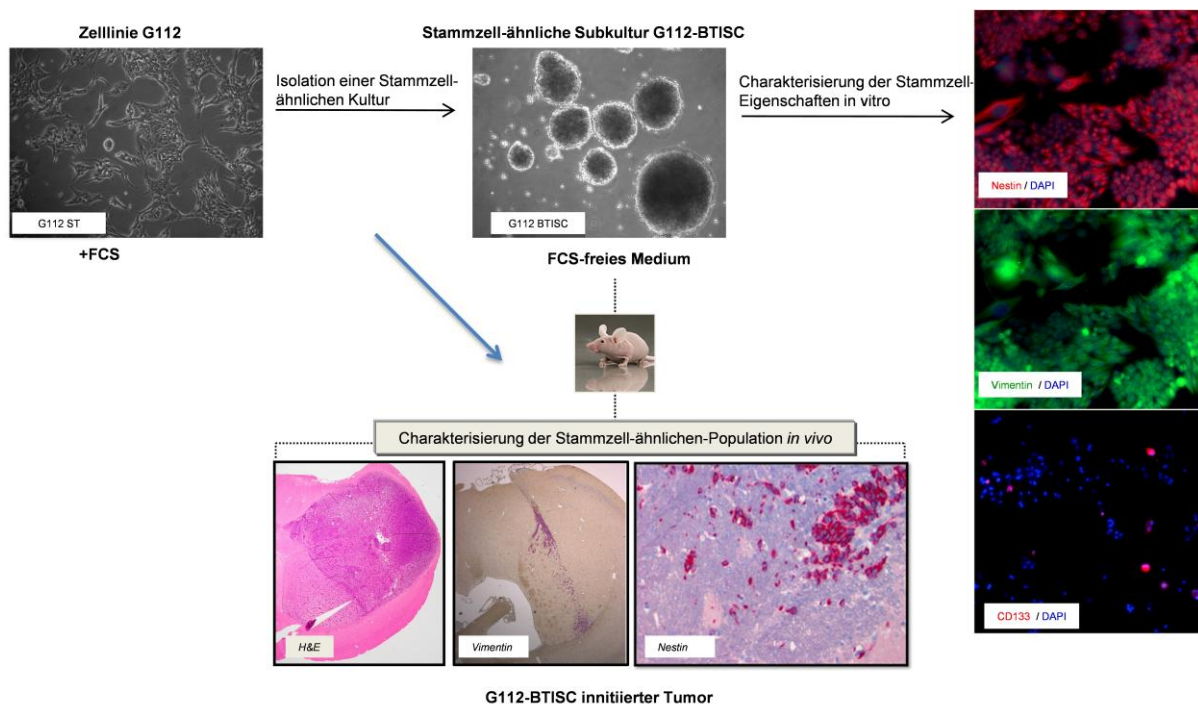 Zelllinie G112
Stammzell-ähnliche Subkultur G112-BTISC
Isolation einer Stammzell-
ähnlichen Kultur
Charakterisierung der Stammzell-
Eigenschaften in vitro
G112 ST
G112 BTISC
+FCS
FCS-freies Medium
Nestin / DAPI
Vimentin / DAPI
CD133 / DAPI
Charakterisierung der Stammzell-ähnlichen-Population in vivo
H&E
Vimentin
Nestin
G112-BTISC innitiierter Tumor